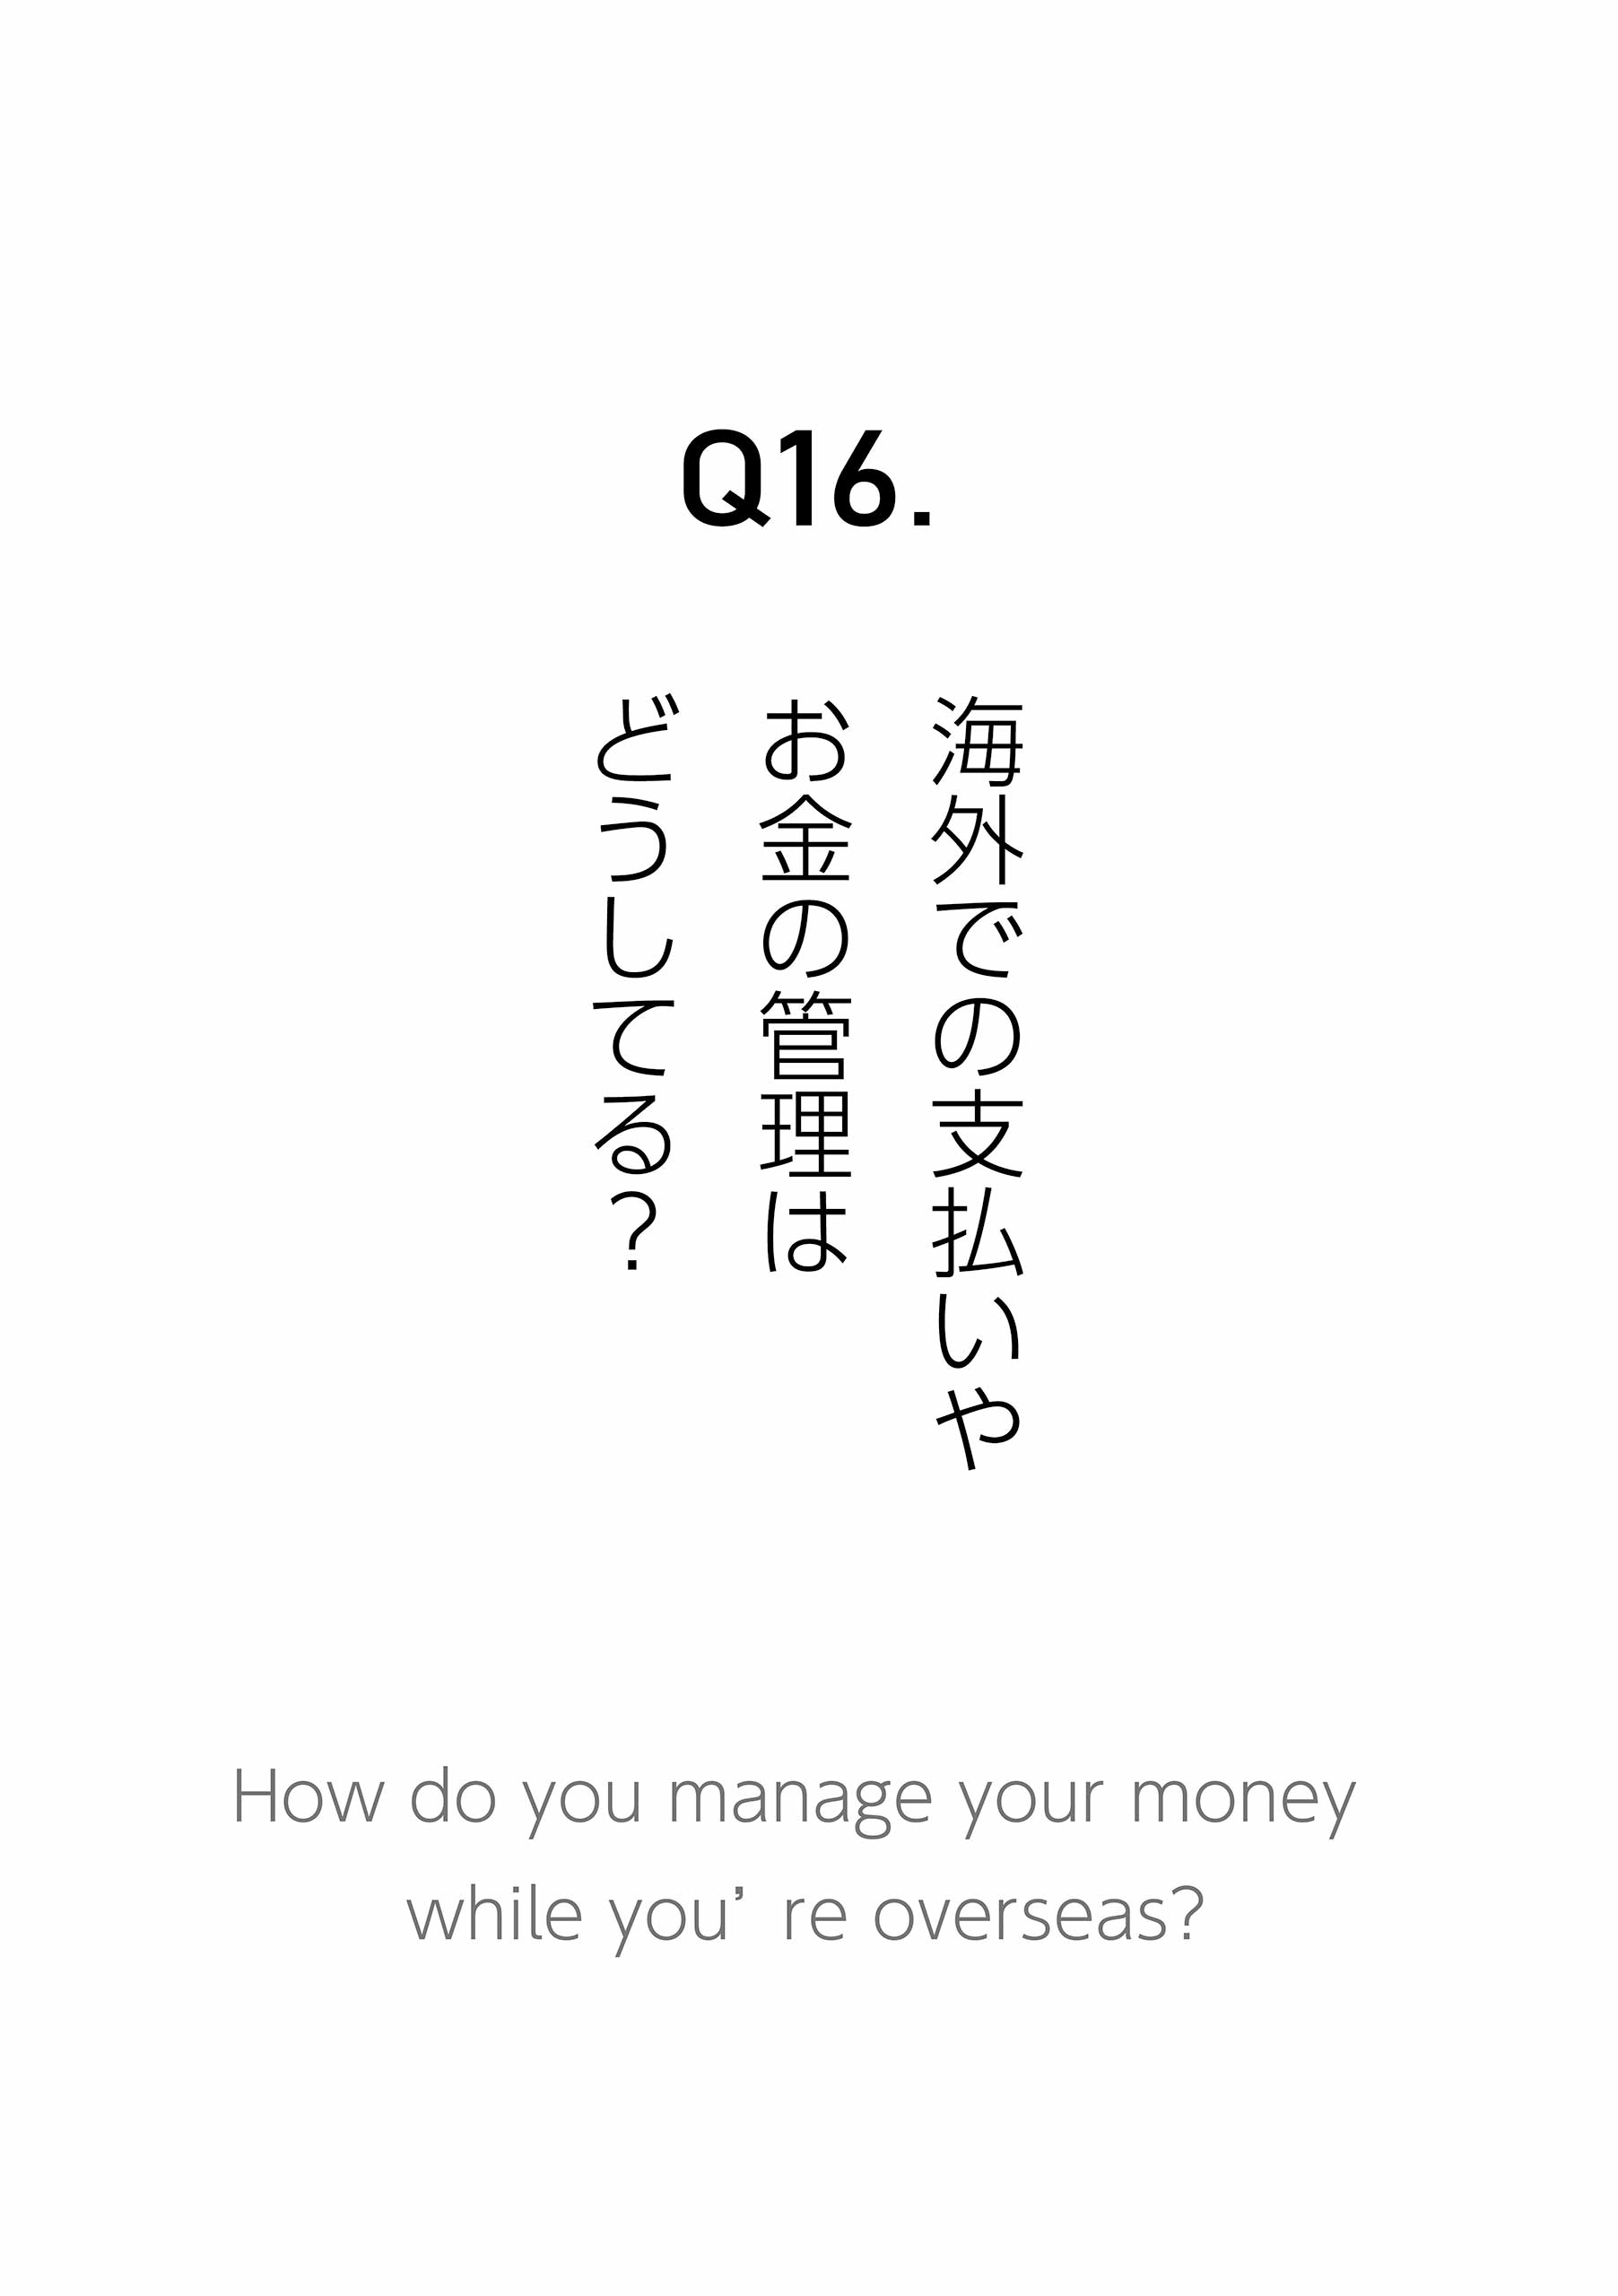 Q16.
海外での支払いや
お金の管理は
どうしてる？
How do you manage your money
while you’ re overseas?